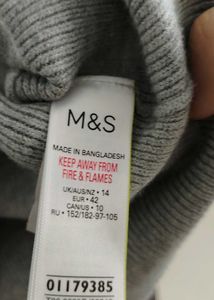 M&S
MADE IN BANGLADESH
KEEP AWAY FROM
FIRE & FLAMES
UK/AUS/NZ • 14
EUR • 42
CAN/US • 10
RU • 152/182-97-105
01179385